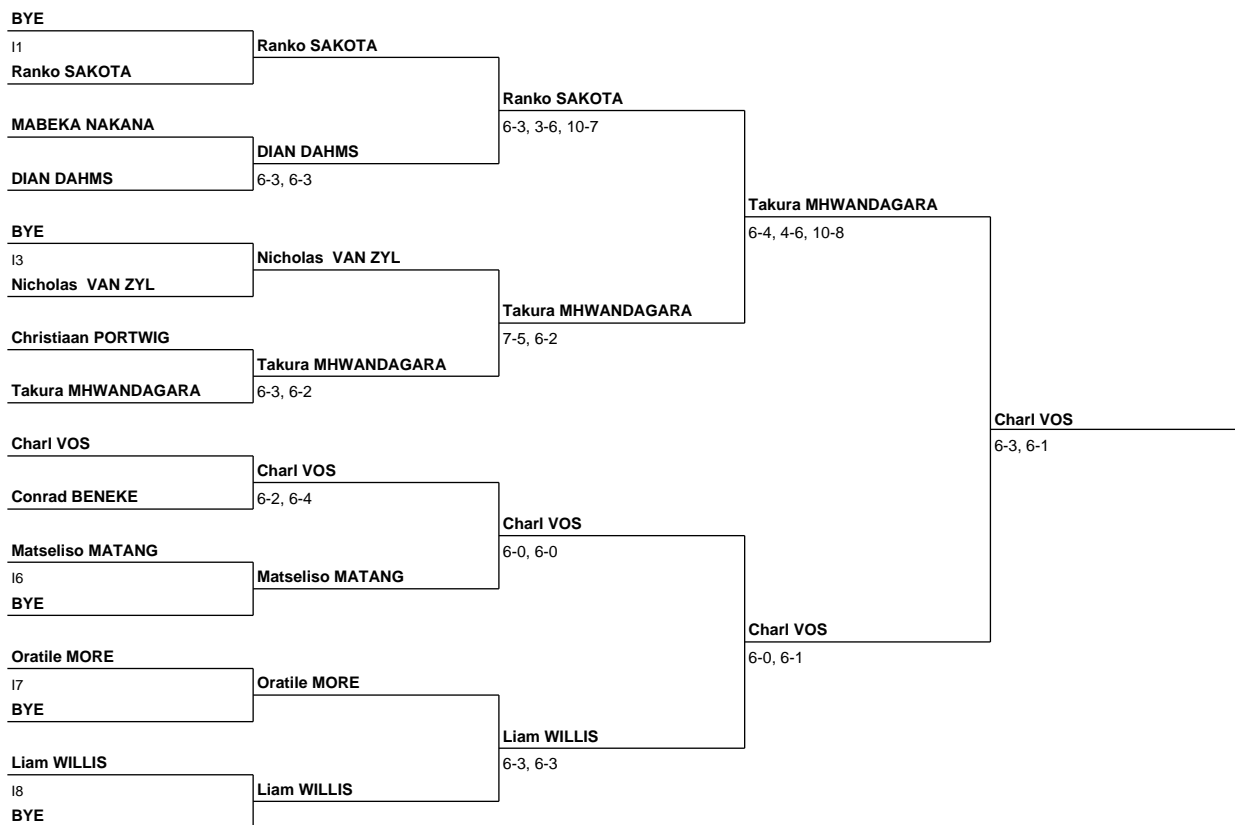 BYE
I1
Ranko SAKOTA
MABEKA NAKANA
DIAN DAHMS
BYE
I3
Nicholas  VAN ZYL
Christiaan PORTWIG
Takura MHWANDAGARA
Charl VOS
Conrad BENEKE
Matseliso MATANG
I6
BYE
Oratile MORE
I7
BYE
Liam WILLIS
I8
BYE
Ranko SAKOTA
DIAN DAHMS
6-3, 6-3
Nicholas  VAN ZYL
Takura MHWANDAGARA
6-3, 6-2
Charl VOS
6-2, 6-4
Matseliso MATANG
Oratile MORE
Liam WILLIS
Ranko SAKOTA
6-3, 3-6, 10-7
Takura MHWANDAGARA
7-5, 6-2
Charl VOS
6-0, 6-0
Liam WILLIS
6-3, 6-3
Takura MHWANDAGARA
6-4, 4-6, 10-8
Charl VOS
6-0, 6-1
Charl VOS
6-3, 6-1